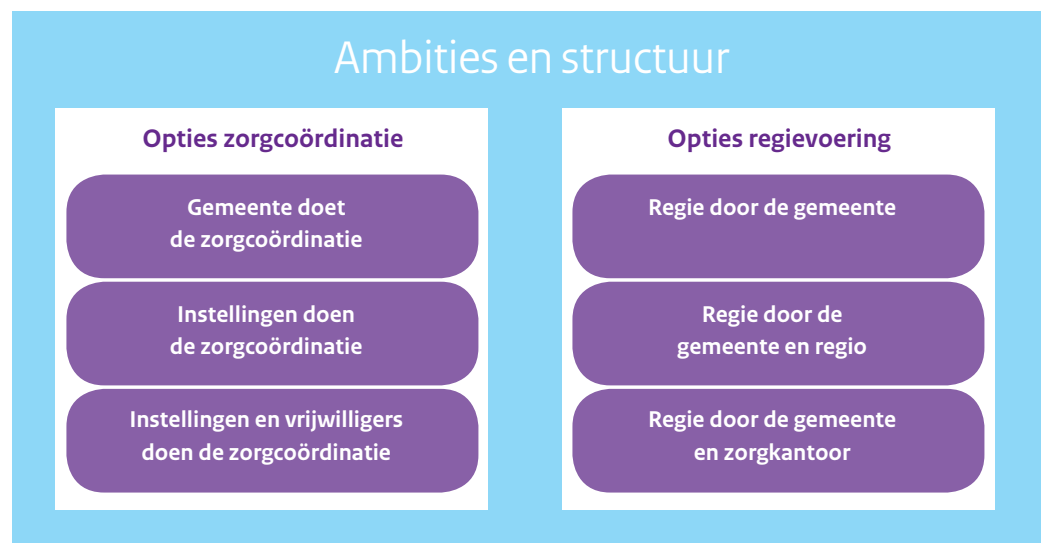 Ambities en structuur
Opties zorgcoördinatie
Gemeente doet
de zorgcoördinatie
Instellingen doen
de zorgcoördinatie
Instellingen en vrijwilligers
doen de zorgcoördinatie
Opties regievoering
Regie door de gemeente
Regie door de
gemeente en regio
Regie door de gemeente
en zorgkantoor